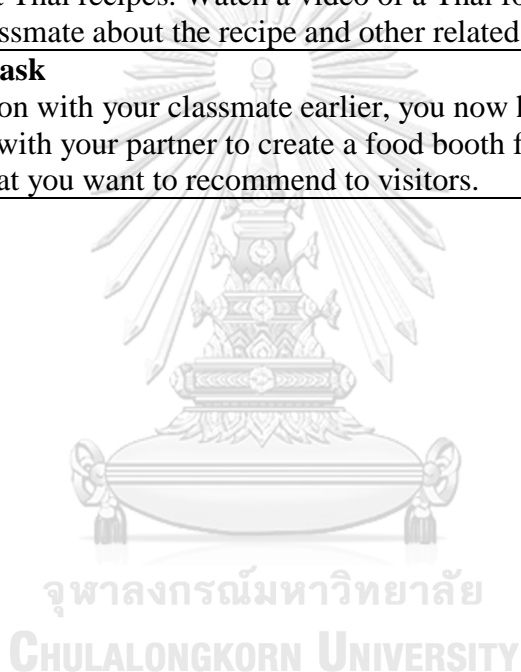 Thai recipes. Watch a video of a Thai fo
ssmate about the recipe and other related
ask
on with your classmate earlier, you now h
with your partner to create a food booth f
at you want to recommend to visitors.
จุฬาลงกรณ์มหาวิทยาลัย
CHULALONGKORN UNIVERSITY